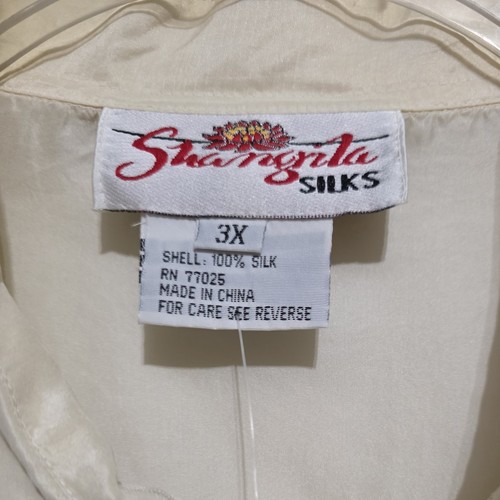 Shangrila
SILKS
3X
SHELL: 100% SILK
RN 77025
MADE IN CHINA
FOR CARE SEE REVERSE